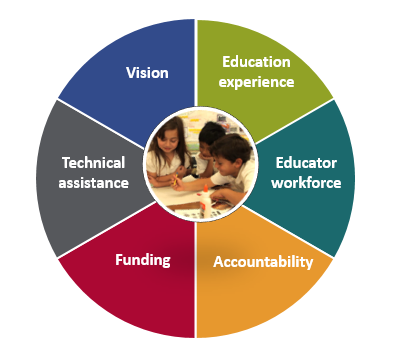 Vision
Education
experience
Technical
assistance
Educator
workforce
Funding
Accountability